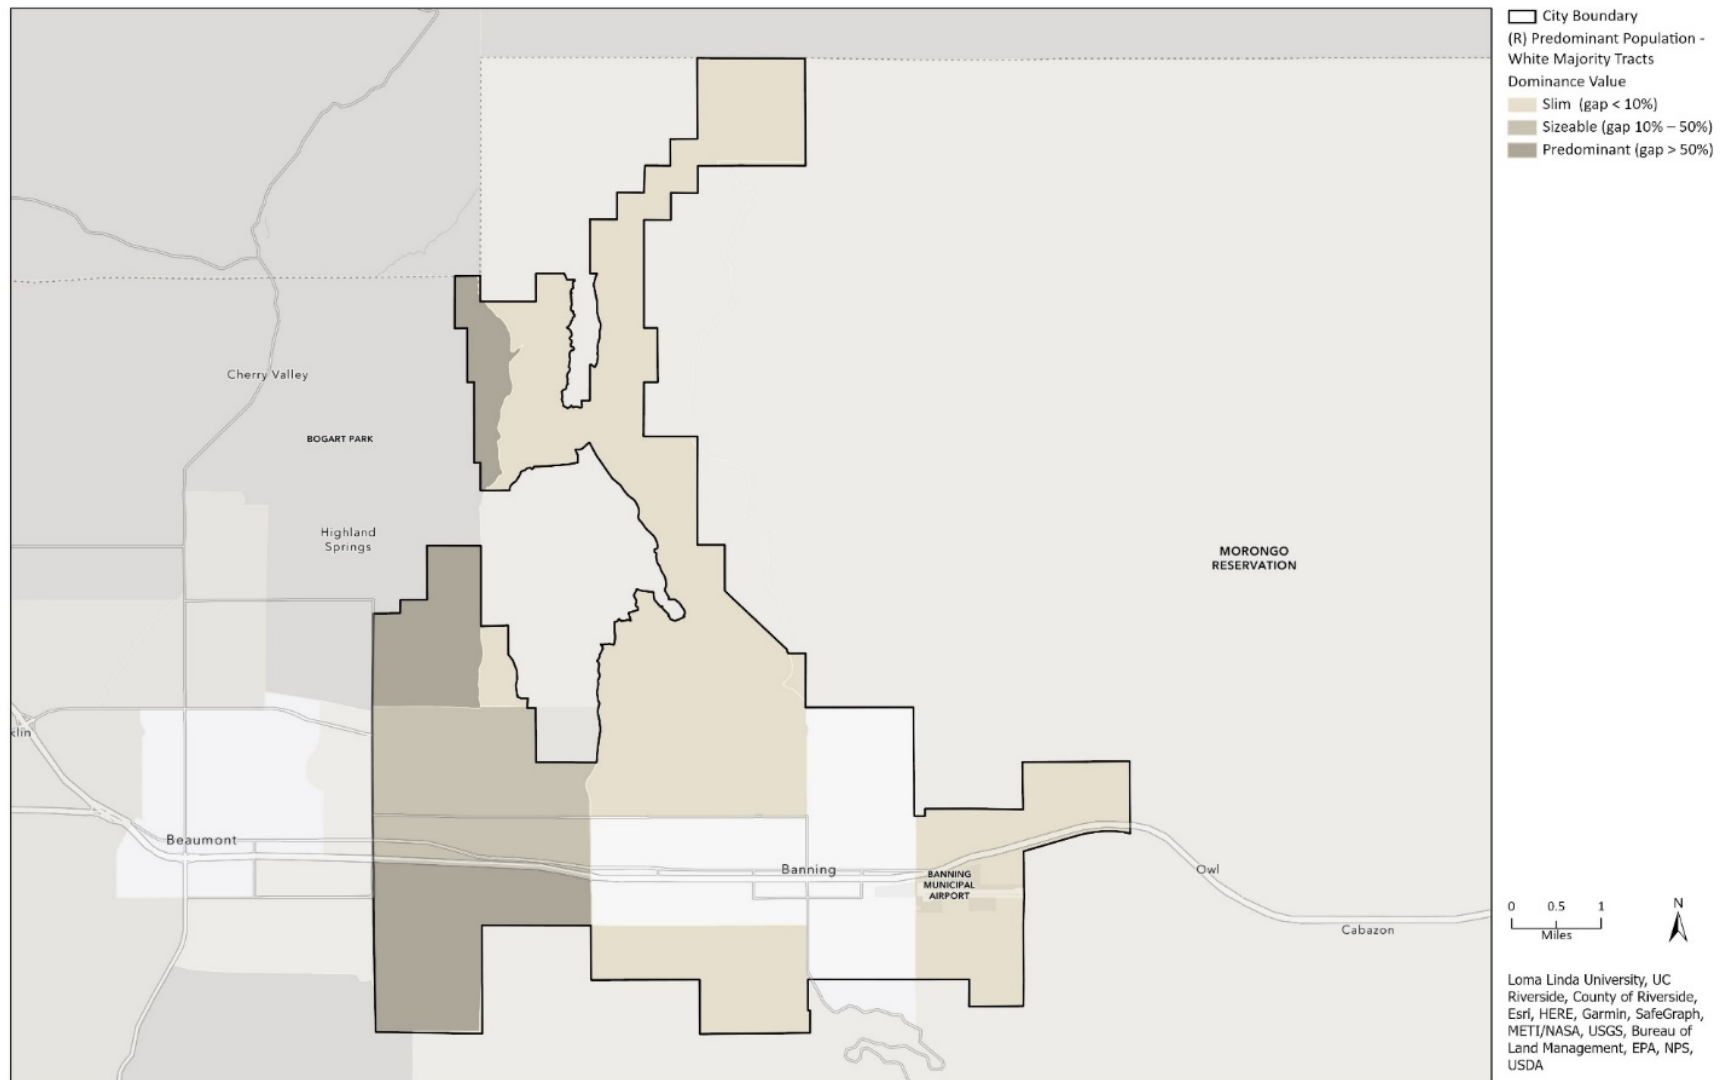 City Boundary
(R) Predominant Population -
White Majority Tracts
Dominance Value
Slim (gap < 10%)
Sizeable (gap 10% – 50%)
Predominant (gap > 50%)
Cherry Valley
BOGART PARK
Highland
Springs
MORONGO
RESERVATION
klin
Beaumont
Banning
BANNING
MUNICIPAL
AIRPORT
Owl
Cabazon
0 0.5 1
Miles
N
Loma Linda University, UC
Riverside, County of Riverside,
Esri, HERE, Garmin, SafeGraph,
METI/NASA, USGS, Bureau of
Land Management, EPA, NPS,
USDA